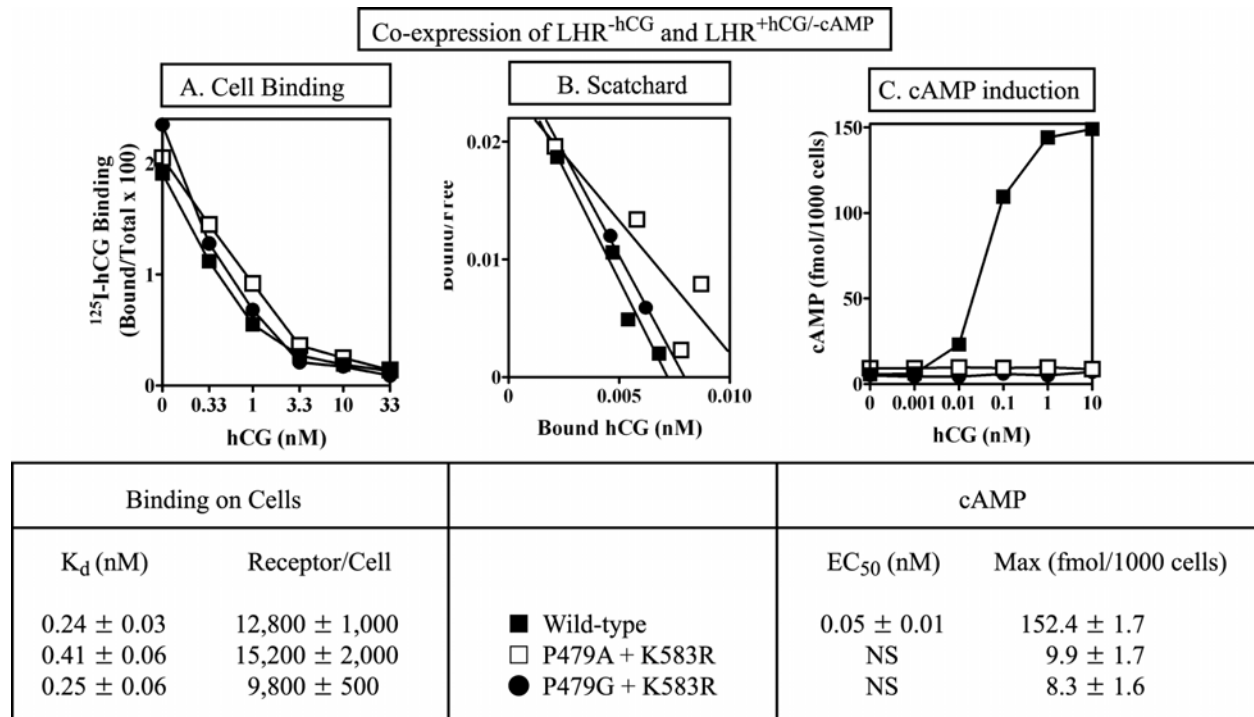 Co-expression of LHR-hCG and LHR+hCG/-cAMP
A. Cell Binding
B. Scatchard
C. cAMP induction
125I-hCG Binding
(Bound/Total x 100)
2
1
0
0 0.33 1 3.3 10 33
hCG (nM)
Bound/Free
0.02
0.01
0
0 0.005 0.010
Bound hCG (nM)
cAMP (fmol/1000 cells)
150
100
50
0
0 0.001 0.01 0.1 1 10
hCG (nM)
Binding on Cells
cAMP
Kd (nM) Receptor/Cell
EC50 (nM) Max (fmol/1000 cells)
0.24 ± 0.03 12,800 ± 1,000 Wild-type 0.05 ± 0.01 152.4 ± 1.7
0.41 ± 0.06 15,200 ± 2,000 P479A + K583R NS 9.9 ± 1.7
0.25 ± 0.06 9,800 ± 500 P479G + K583R NS 8.3 ± 1.6